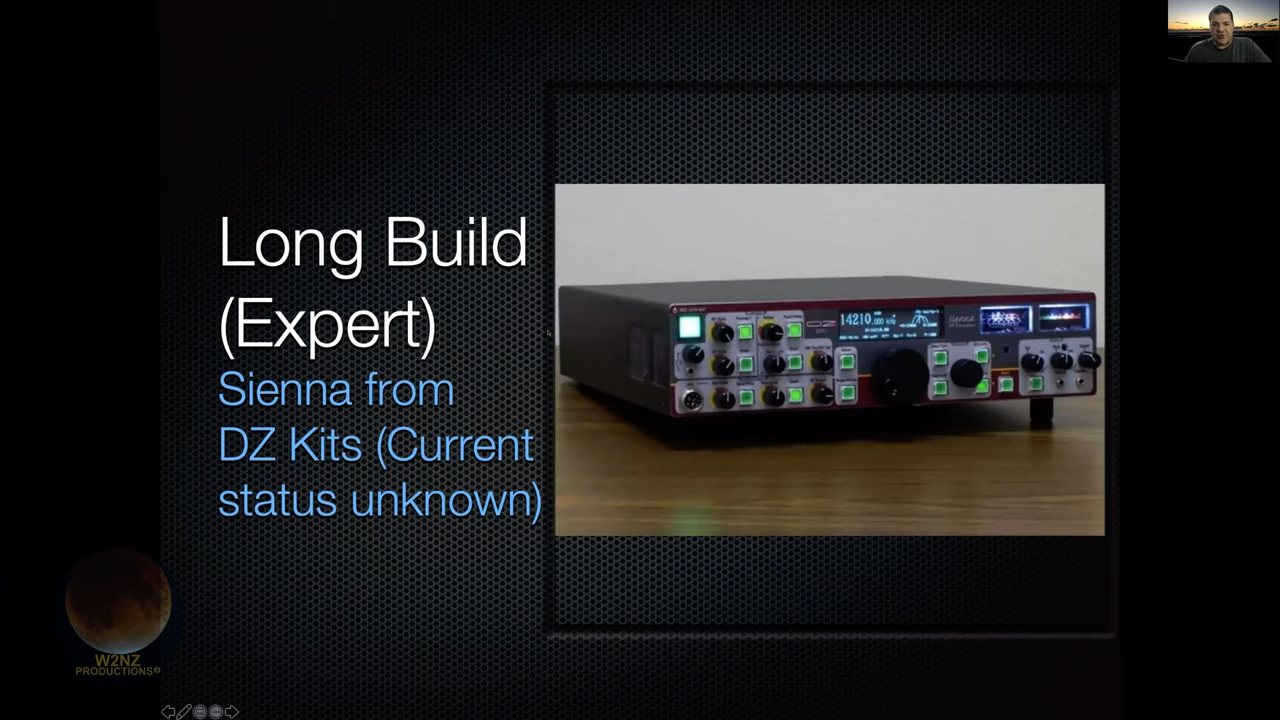 Long Build
(Expert)
Sienna from
DZ Kits (Current
status unknown)
14210
Sienna
W2NZ
PRODUCTIONS